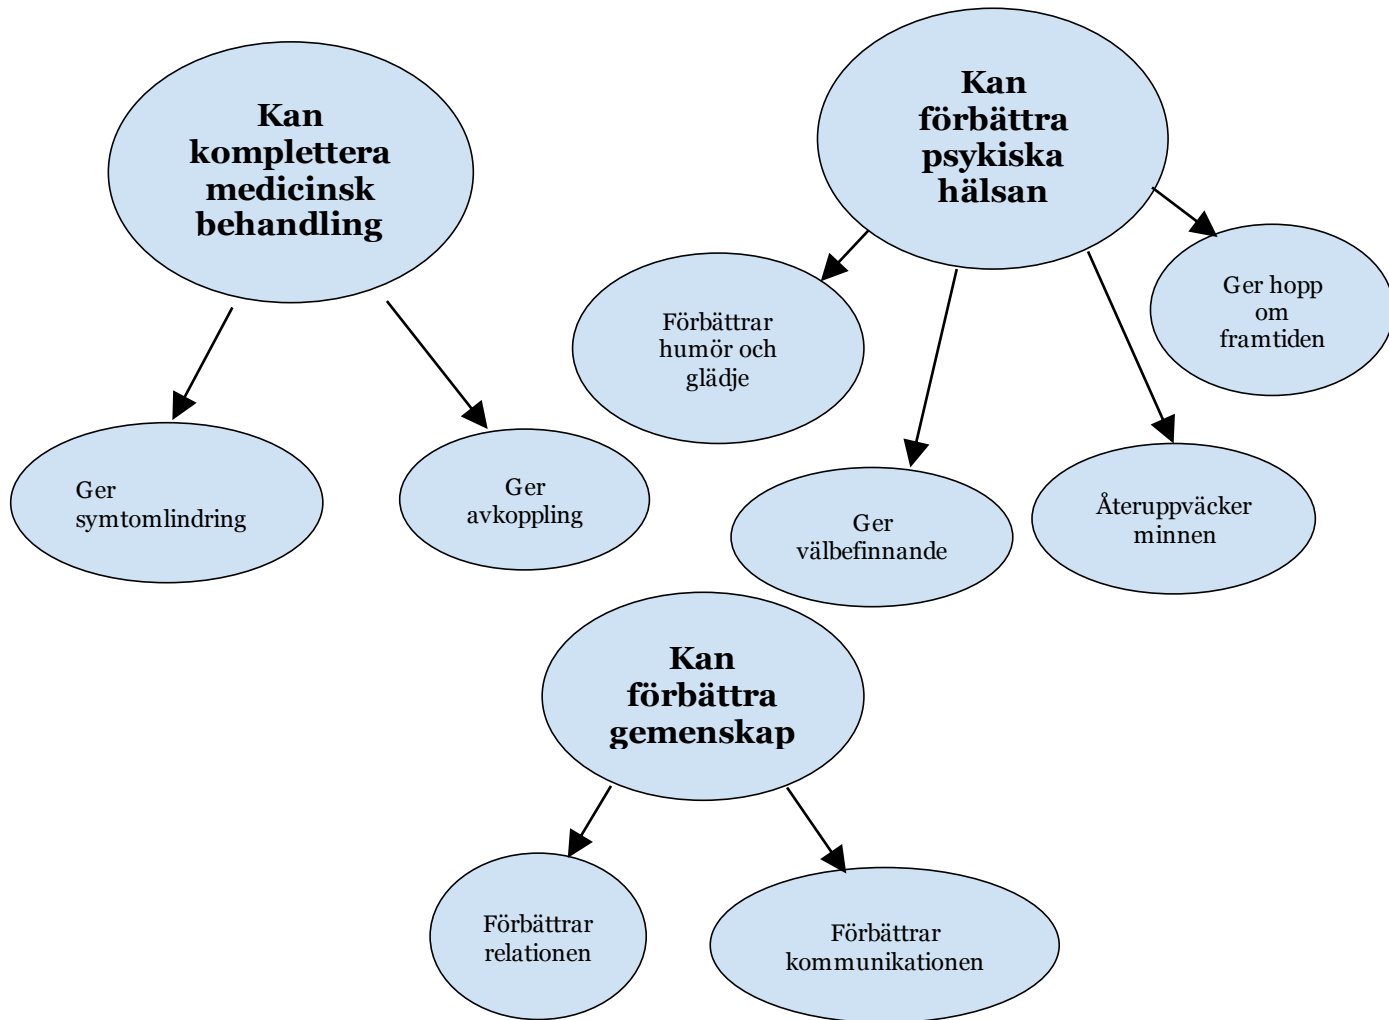 Kan
komplettera
medicinsk
behandling
Kan
förbättra
psykiska
hälsan
Förbättrar
humör och
glädje
Ger hopp
om
framtiden
Ger
symtomlindring
Ger
avkoppling
Ger
välbefinnande
Återuppväcker
minnen
Kan
förbättra
gemenskap
Förbättrar
relationen
Förbättrar
kommunikationen